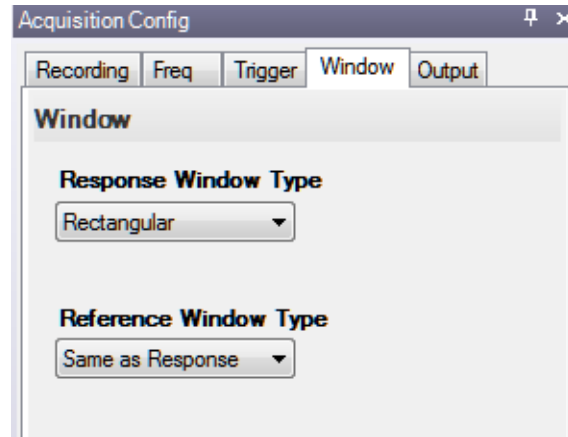 Acquisition Config
Recording Freq Trigger Window Output
Window
Response Window Type
Rectangular
Reference Window Type
Same as Response